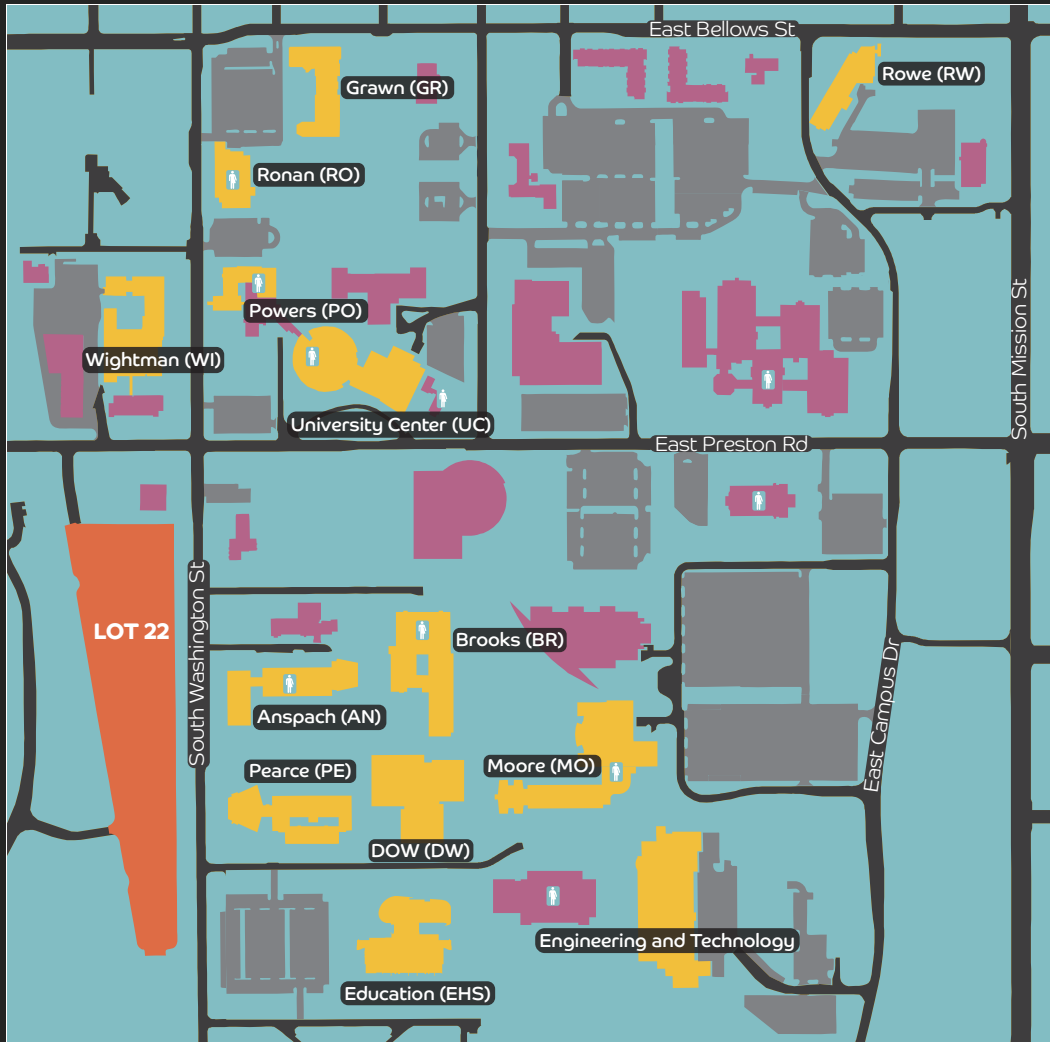 East Bellows St
Grawn (GR)
Rowe (RW)
Ronan (RO)
Powers (PO)
Wightman (WI)
University Center (UC)
South Mission St
East Preston Rd
LOT 22
South Washington St
Brooks (BR)
Anspach (AN)
East Campus Dr
Pearce (PE)
Moore (MO)
DOW (DW)
Engineering and Technology
Education (EHS)